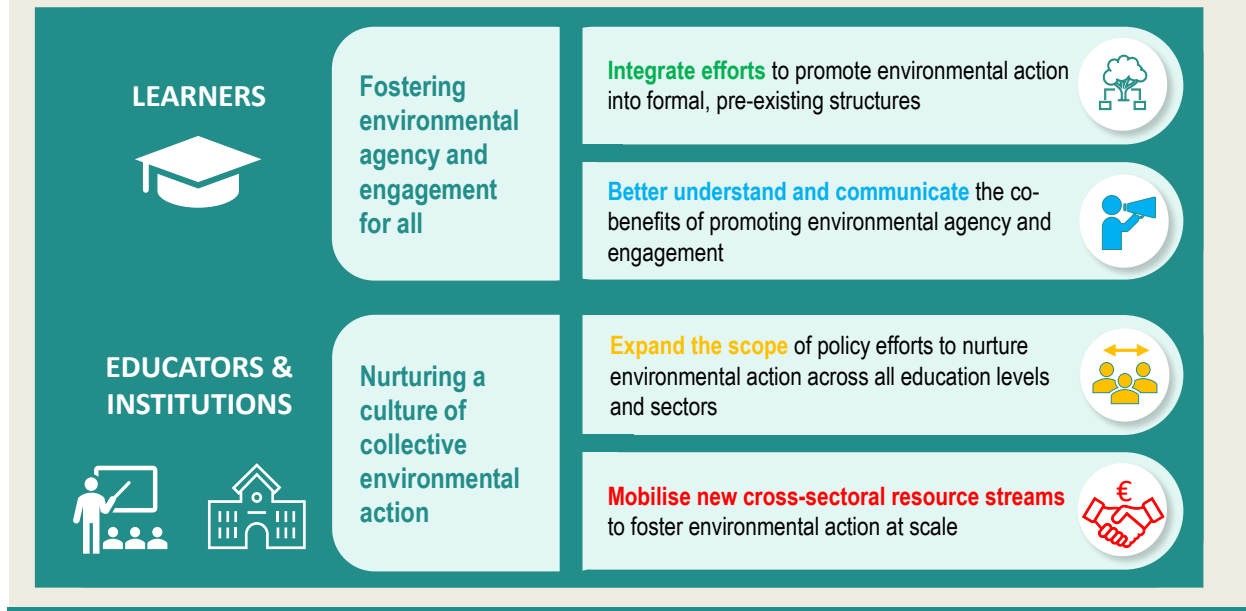 LEARNERS
Fostering
environmental
agency and
engagement
for all
Integrate efforts to promote environmental action
into formal, pre-existing structures
Better understand and communicate the co-
benefits of promoting environmental agency and
engagement
EDUCATORS &
INSTITUTIONS
Nurturing a
culture of
collective
environmental
action
Expand the scope of policy efforts to nurture
environmental action across all education levels
and sectors
Mobilise new cross-sectoral resource streams
to foster environmental action at scale
€